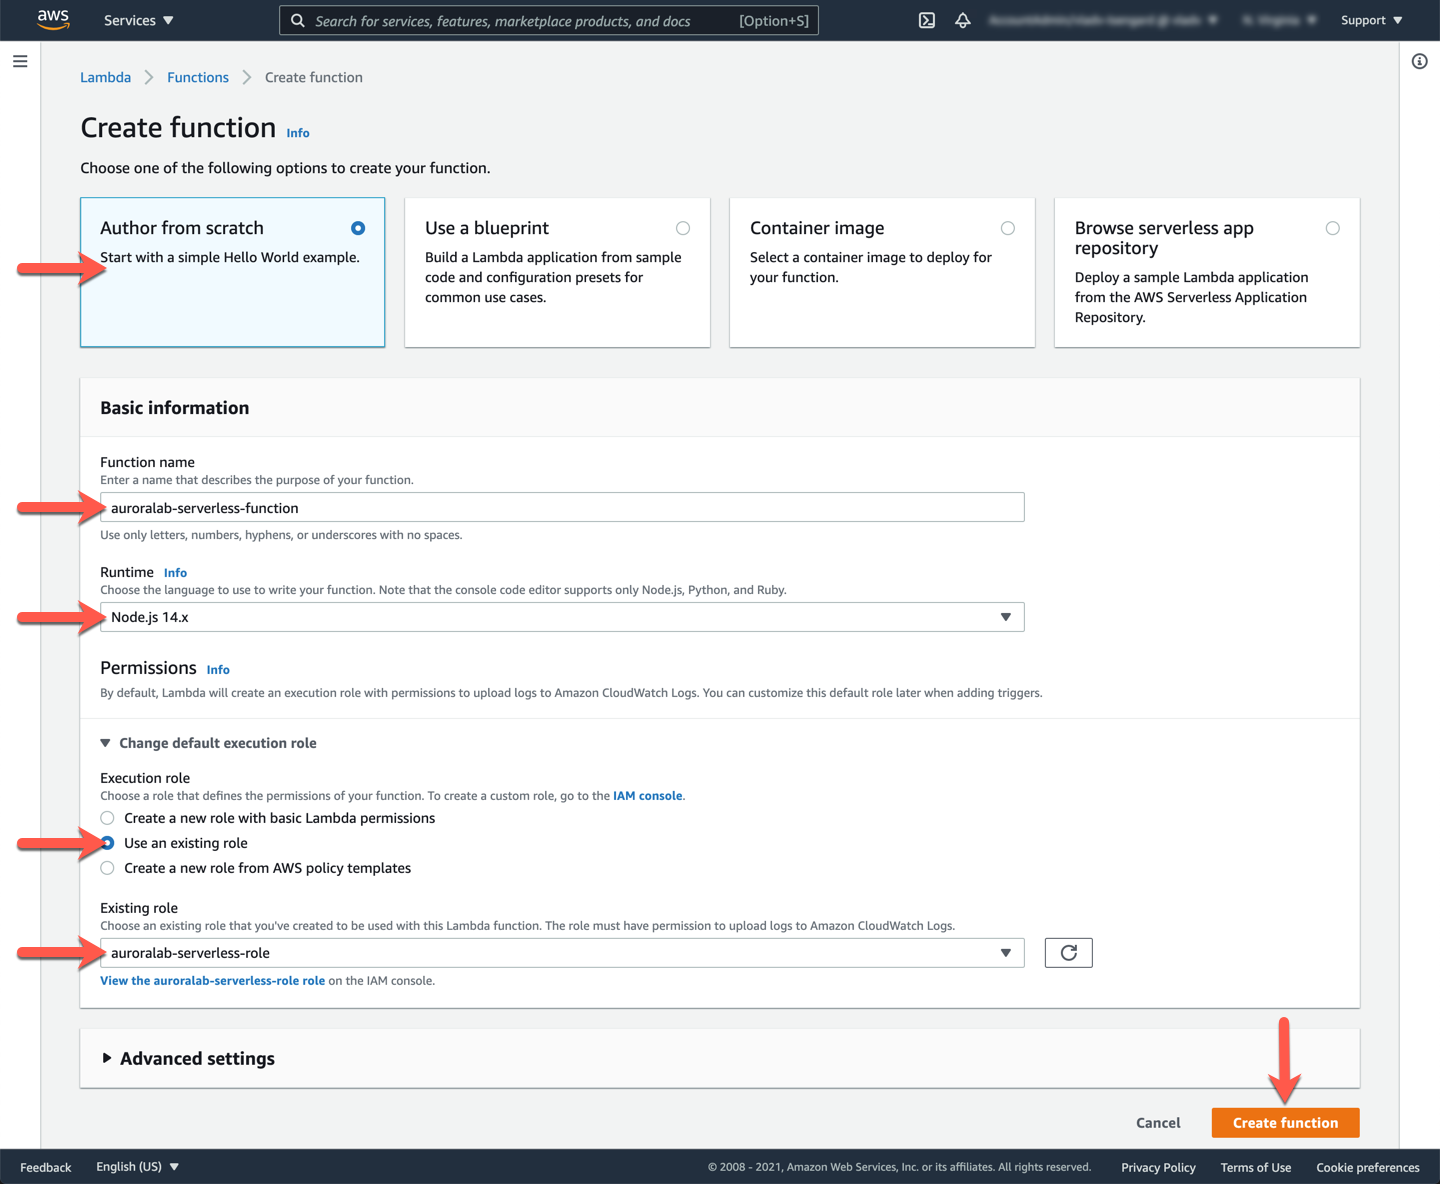 aws Services Search for services, features, marketplace products, and docs [Option+S] Support
Lambda Functions Create function
Create function Info
Choose one of the following options to create your function.
Author from scratch
Start with a simple Hello World example.
Use a blueprint
Build a Lambda application from sample
code and configuration presets for
common use cases.
Container image
Select a container image to deploy for
your function.
Browse serverless app
repository
Deploy a sample Lambda application
from the AWS Serverless Application
Repository.
Basic information
Function name
Enter a name that describes the purpose of your function.
auroralab-serverless-function
Use only letters, numbers, hyphens, or underscores with no spaces.
Runtime Info
Choose the language to use to write your function. Note that the console code editor supports only Node.js, Python, and Ruby.
Node.js 14.x
Permissions Info
By default, Lambda will create an execution role with permissions to upload logs to Amazon CloudWatch Logs. You can customize this default role later when adding triggers.
Change default execution role
Execution role
Choose a role that defines the permissions of your function. To create a custom role, go to the IAM console.
Create a new role with basic Lambda permissions
Use an existing role
Create a new role from AWS policy templates
Existing role
Choose an existing role that you've created to be used with this Lambda function. The role must have permission to upload logs to Amazon CloudWatch Logs.
auroralab-serverless-role
View the auroralab-serverless-role role on the IAM console.
Advanced settings
Cancel Create function
Feedback English (US) © 2008 - 2021, Amazon Web Services, Inc. or its affiliates. All rights reserved. Privacy Policy Terms of Use Cookie preferences